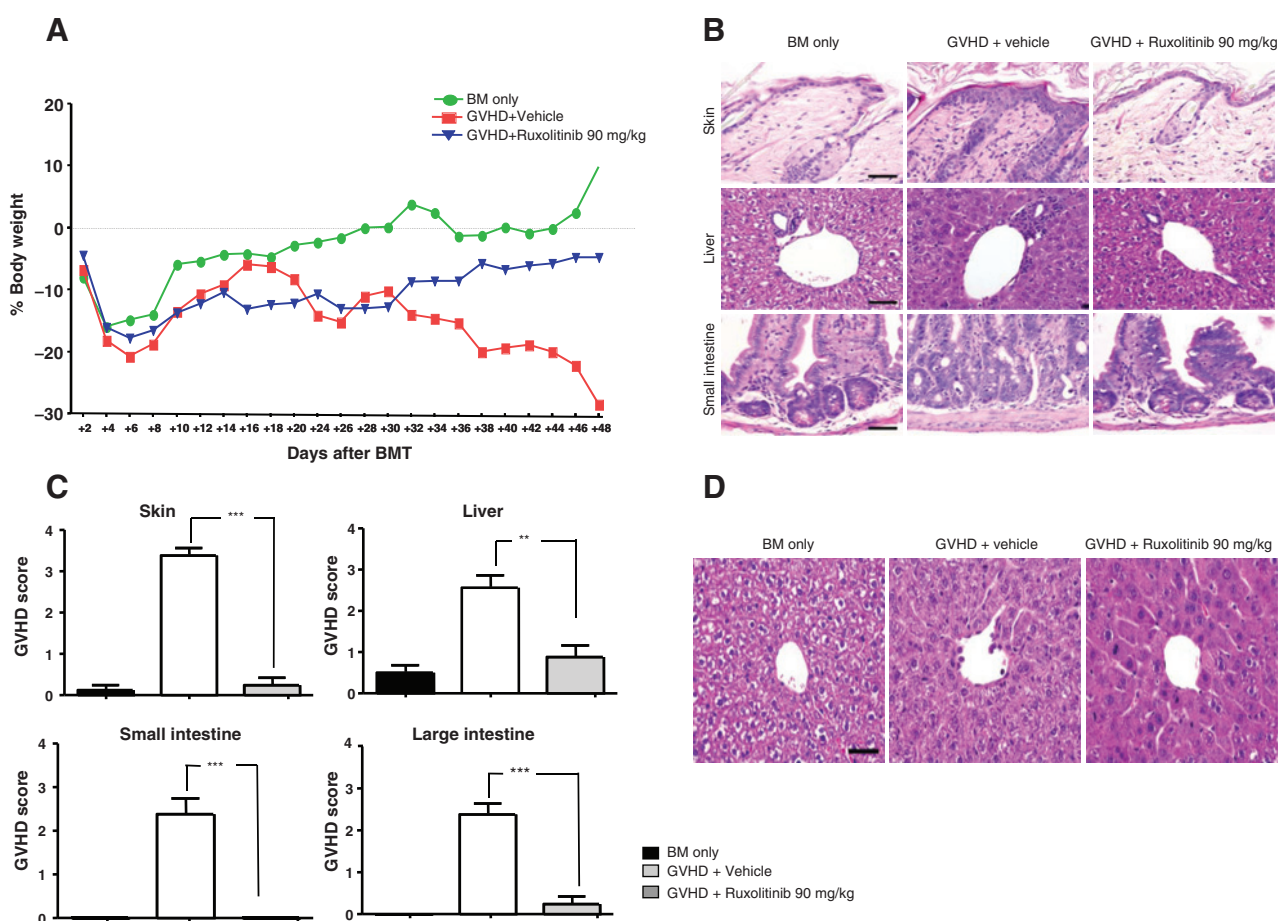 A
% Body weight
20
10
0
–10
–20
–30
BM only
GVHD+Vehicle
GVHD+Ruxolitinib 90 mg/kg
+2 +4 +6 +8 +10 +12 +14 +16 +18 +20 +22 +24 +26 +28 +30 +32 +34 +36 +38 +40 +42 +44 +46 +48
Days after BMT
B
BM only GVHD + vehicle GVHD + Ruxolitinib 90 mg/kg
Skin
Liver
Small intestine
C
Skin
GVHD score
4
3
2
1
0
***
Liver
GVHD score
4
3
2
1
0
**
Small intestine
GVHD score
4
3
2
1
0
***
Large intestine
GVHD score
4
3
2
1
0
***
BM only
GVHD + Vehicle
GVHD + Ruxolitinib 90 mg/kg
D
BM only GVHD + vehicle GVHD + Ruxolitinib 90 mg/kg